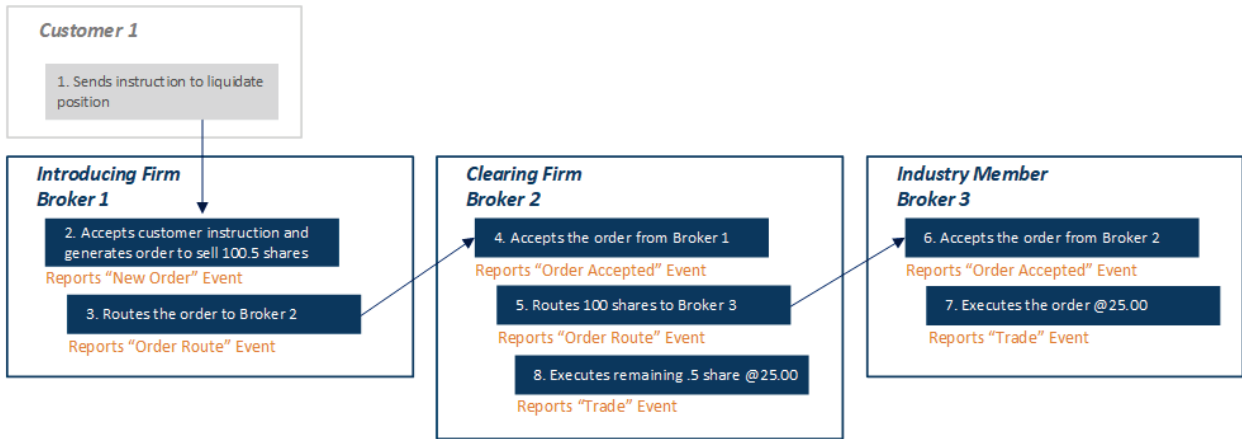 Customer 1
1. Sends instruction to liquidate
position
Introducing Firm
Broker 1
2. Accepts customer instruction and
generates order to sell 100.5 shares
Reports “New Order” Event
3. Routes the order to Broker 2
Reports “Order Route” Event
Clearing Firm
Broker 2
4. Accepts the order from Broker 1
Reports “Order Accepted” Event
5. Routes 100 shares to Broker 3
Reports “Order Route” Event
8. Executes remaining .5 share @25.00
Reports “Trade” Event
Industry Member
Broker 3
6. Accepts the order from Broker 2
Reports “Order Accepted” Event
7. Executes the order @25.00
Reports “Trade” Event